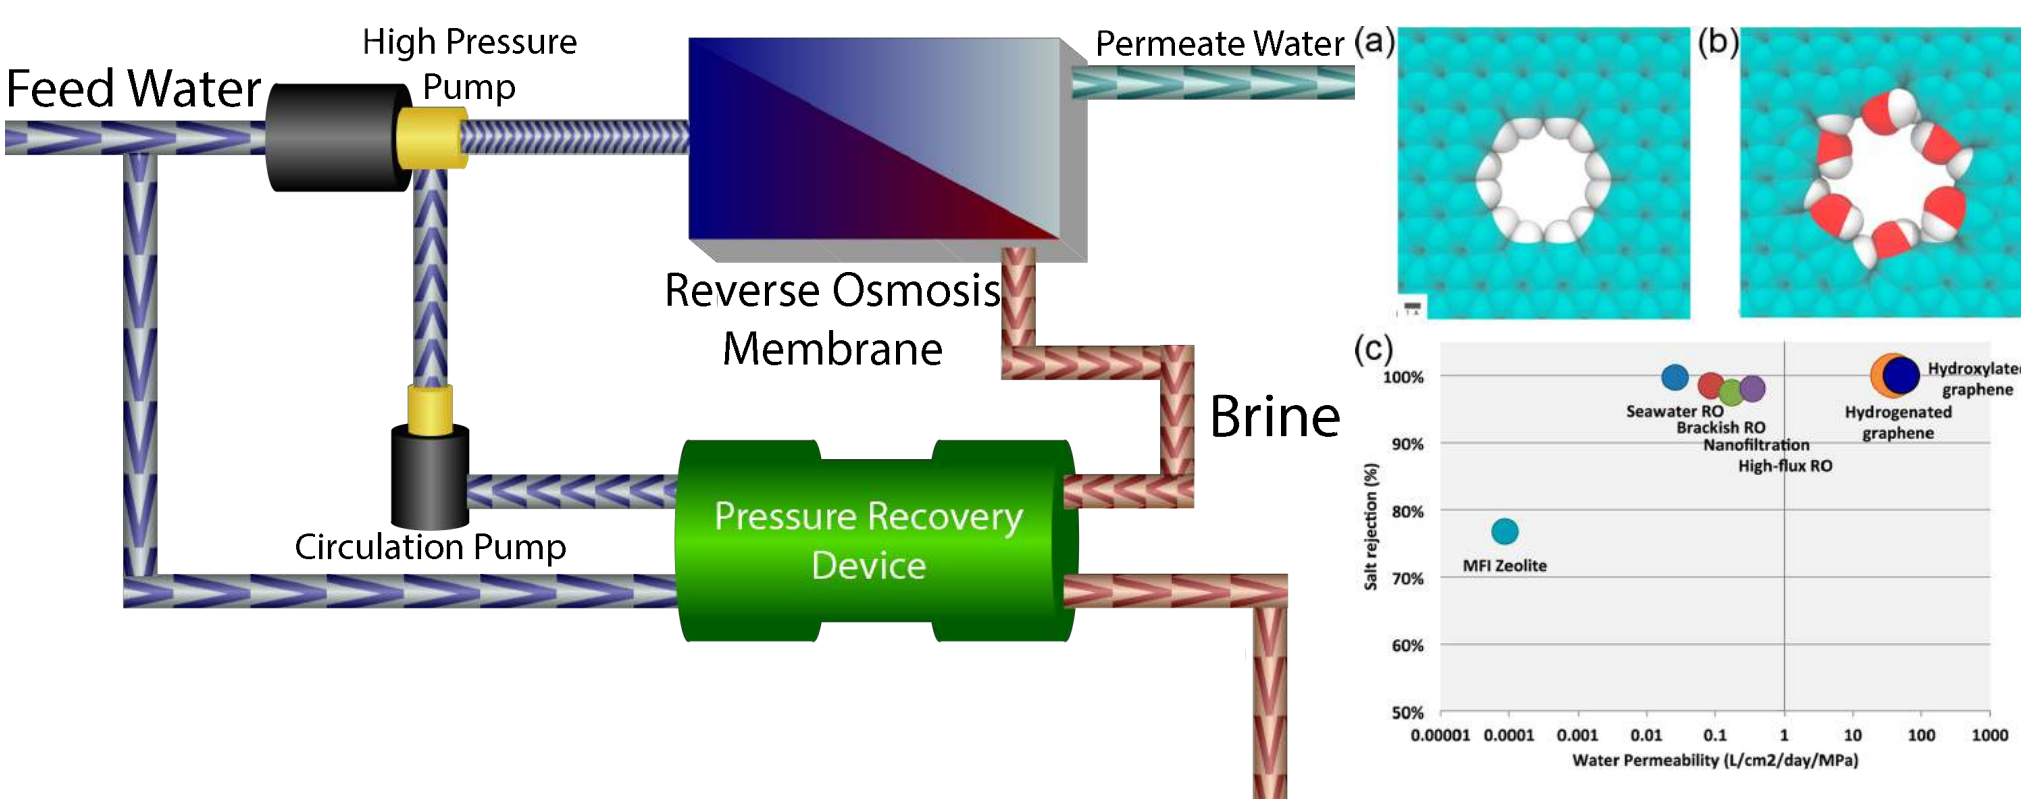 High Pressure
Pump
Feed Water
Permeate Water
Reverse Osmosis
Membrane
Brine
Pressure Recovery
Device
Circulation Pump
(a)
(b)
(c)
100%
90%
80%
70%
60%
50%
Salt rejection (%)
Seawater RO
Brackish RO
Nanofiltration
High-flux RO
MFI Zeolite
Hydroxylated
graphene
Hydrogenated
graphene
0.00001 0.0001 0.001 0.01 0.1 1 10 100 1000
Water Permeability (L/cm2/day/MPa)